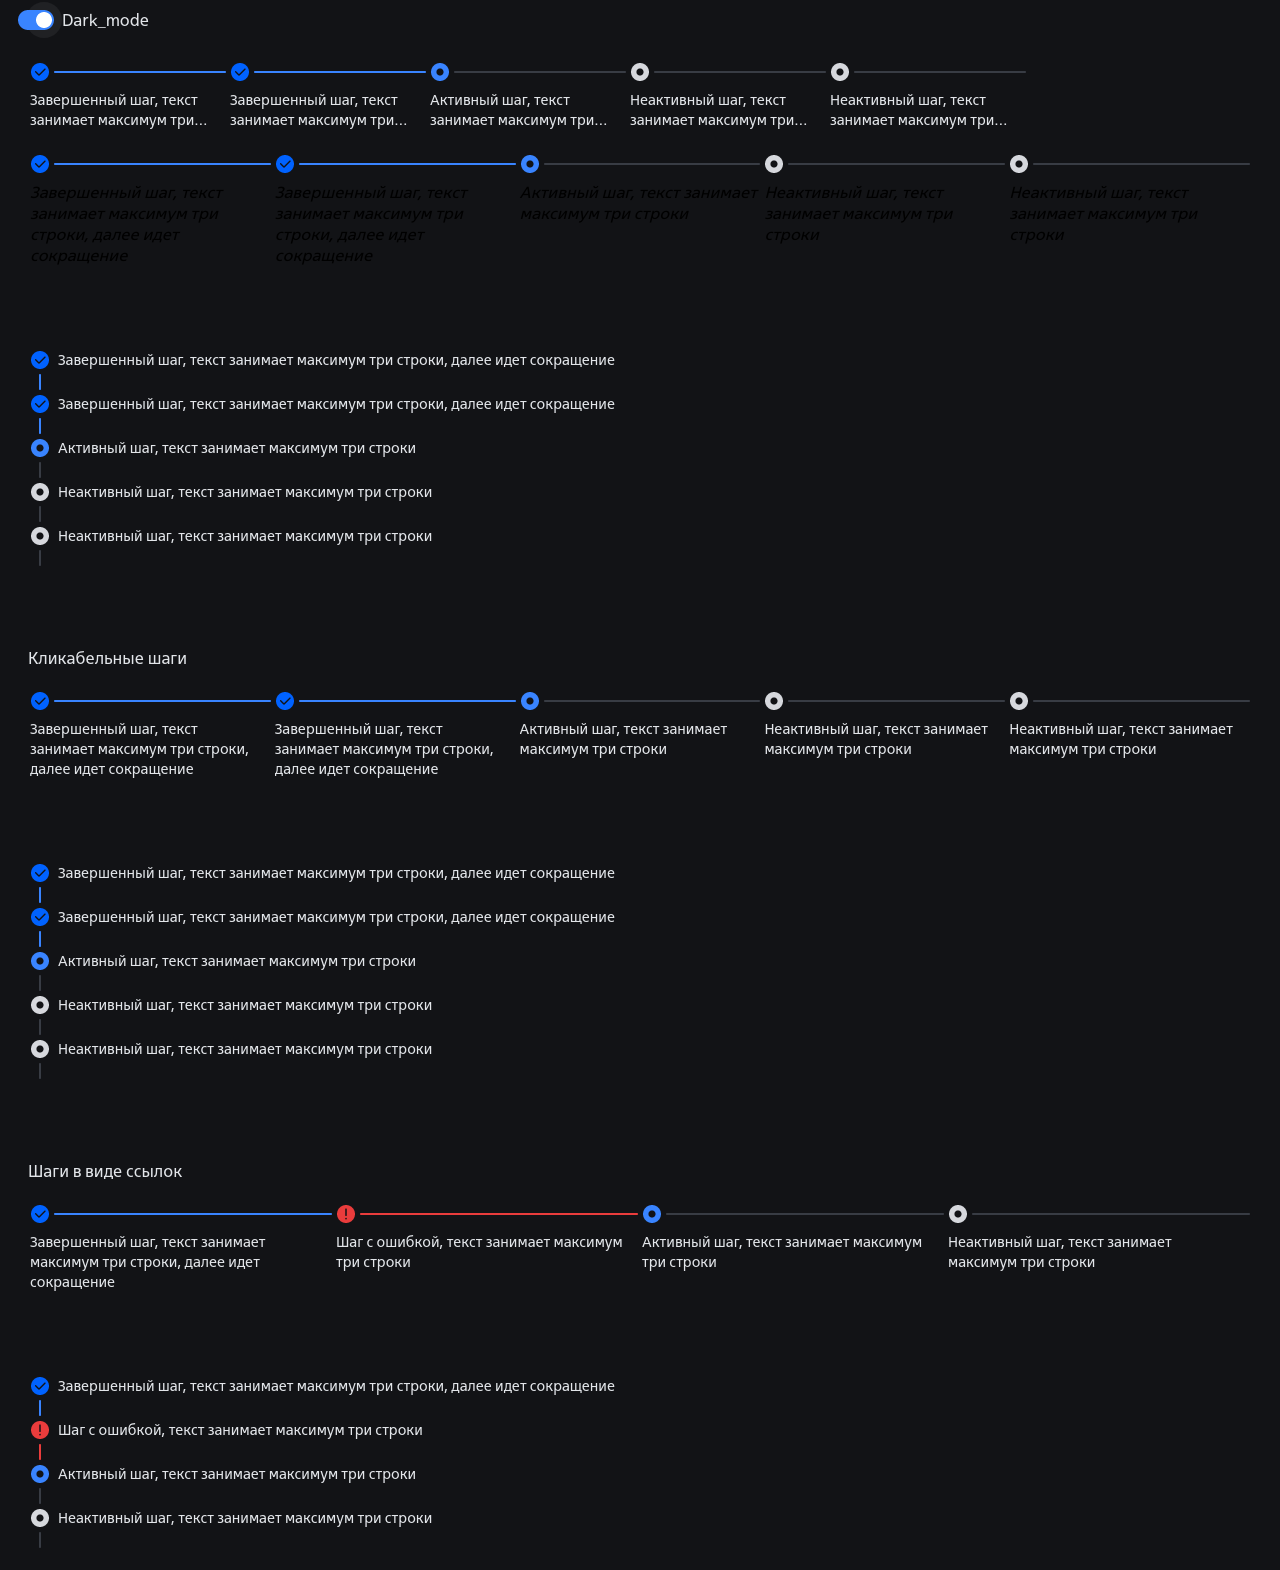 Dark_mode
Завершенный шаг, текст
занимает максимум три...
Завершенный шаг, текст
занимает максимум три...
Активный шаг, текст
занимает максимум три...
Неактивный шаг, текст
занимает максимум три...
Неактивный шаг, текст
занимает максимум три...
Завершенный шаг, текст
занимает максимум три
строки, далее идет
сокращение
Завершенный шаг, текст
занимает максимум три
строки, далее идет
сокращение
Активный шаг, текст занимает
максимум три строки
Неактивный шаг, текст
занимает максимум три
строки
Неактивный шаг, текст
занимает максимум три
строки
Завершенный шаг, текст занимает максимум три строки, далее идет сокращение
Завершенный шаг, текст занимает максимум три строки, далее идет сокращение
Активный шаг, текст занимает максимум три строки
Неактивный шаг, текст занимает максимум три строки
Неактивный шаг, текст занимает максимум три строки
Кликабельные шаги
Завершенный шаг, текст
занимает максимум три строки,
далее идет сокращение
Завершенный шаг, текст
занимает максимум три строки,
далее идет сокращение
Активный шаг, текст занимает
максимум три строки
Неактивный шаг, текст занимает
максимум три строки
Неактивный шаг, текст занимает
максимум три строки
Завершенный шаг, текст занимает максимум три строки, далее идет сокращение
Завершенный шаг, текст занимает максимум три строки, далее идет сокращение
Активный шаг, текст занимает максимум три строки
Неактивный шаг, текст занимает максимум три строки
Неактивный шаг, текст занимает максимум три строки
Шаги в виде ссылок
Завершенный шаг, текст занимает
максимум три строки, далее идет
сокращение
Шаг с ошибкой, текст занимает максимум
три строки
Активный шаг, текст занимает максимум
три строки
Неактивный шаг, текст занимает
максимум три строки
Завершенный шаг, текст занимает максимум три строки, далее идет сокращение
Шаг с ошибкой, текст занимает максимум три строки
Активный шаг, текст занимает максимум три строки
Неактивный шаг, текст занимает максимум три строки